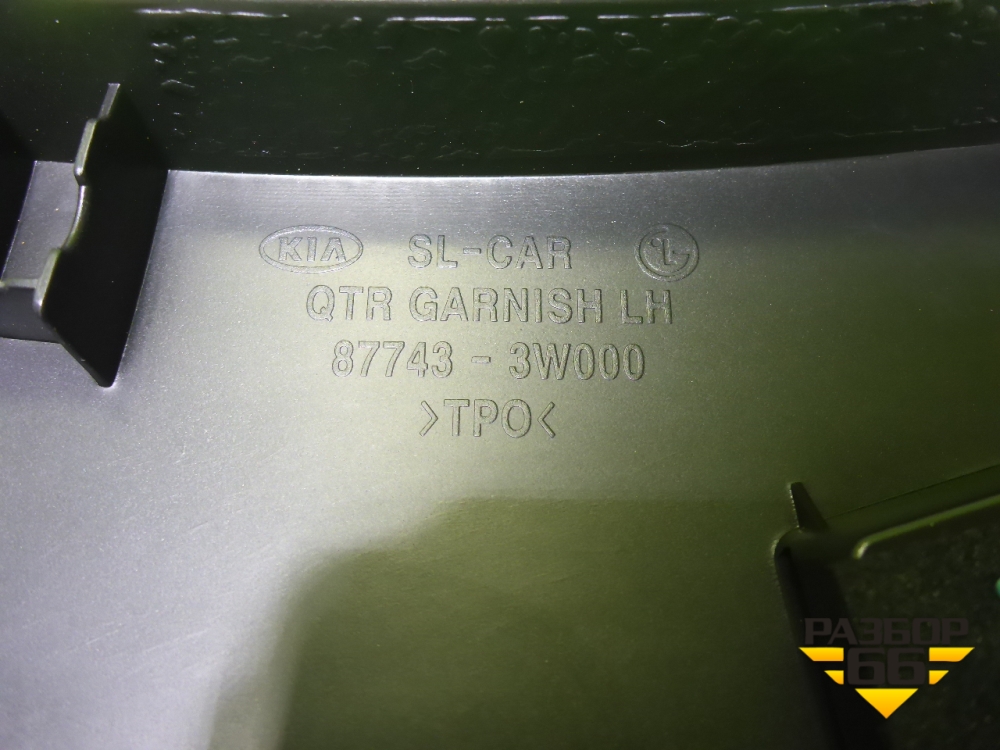 KIA SL-CAR
QTR GARNISH LH
87743 - 3W000
>TPO<
РАЗБОР
66